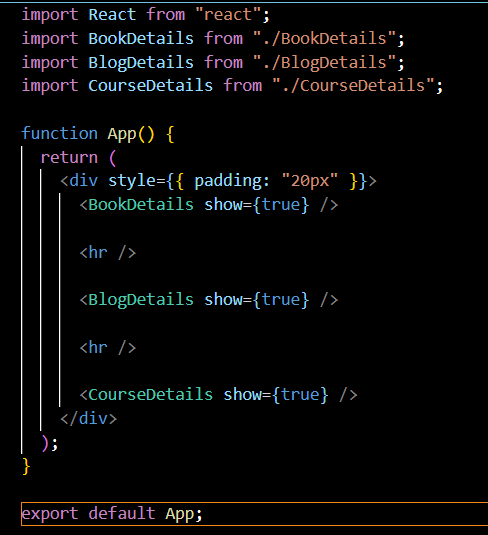 import React from "react";
import BookDetails from "./BookDetails";
import BlogDetails from "./BlogDetails";
import CourseDetails from "./CourseDetails";

function App() {
  return (
    <div style={{ padding: "20px" }}>
      <BookDetails show={true} />

      <hr />

      <BlogDetails show={true} />

      <hr />

      <CourseDetails show={true} />
    </div>
  );
}

export default App;